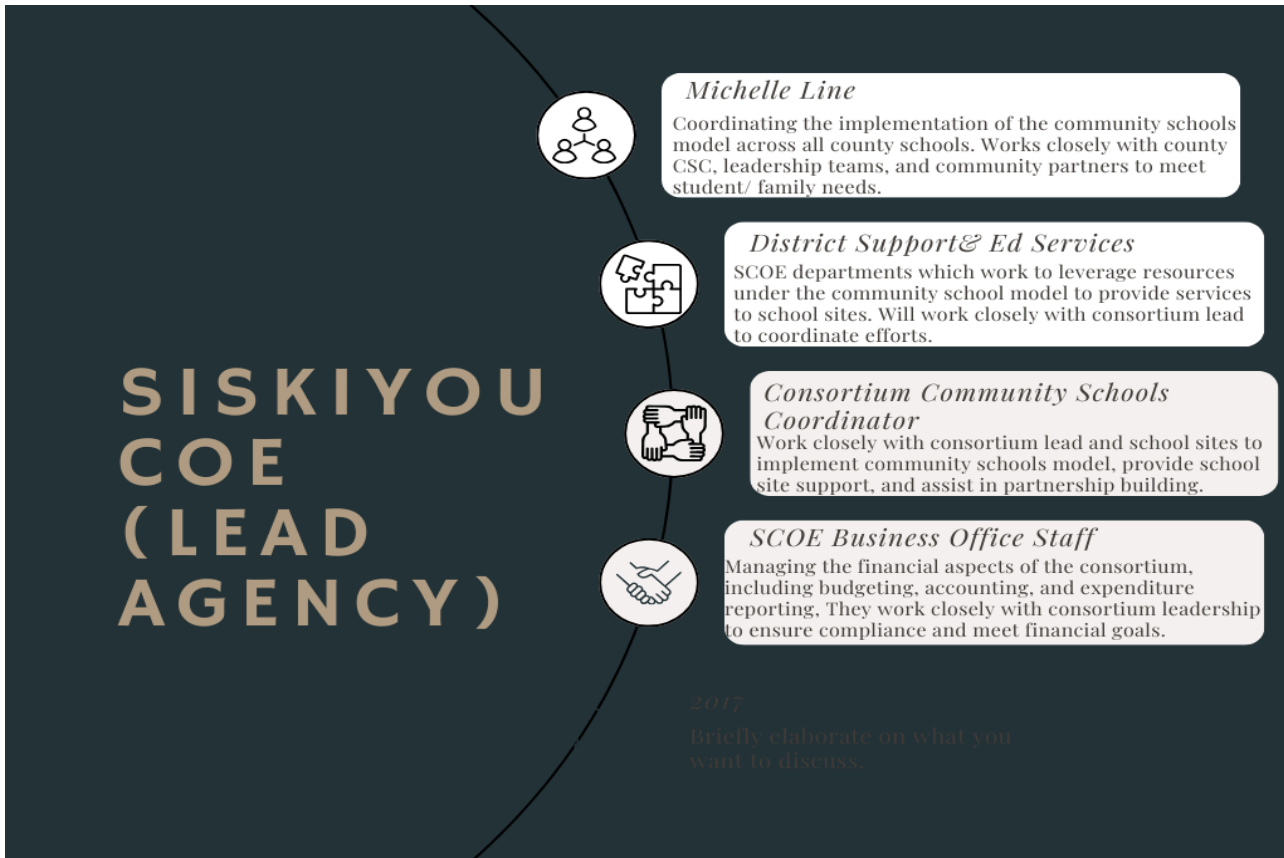 SISKIYOU
COE
(LEAD
AGENCY)
Michelle Line
Coordinating the implementation of the community schools
model across all county schools. Works closely with county
CSC, leadership teams, and community partners to meet
student/ family needs.
District Support& Ed Services
SCOE departments which work to leverage resources
under the community school model to provide services
to school sites. Will work closely with consortium lead
to coordinate efforts.
Consortium Community Schools
Coordinator
Work closely with consortium lead and school sites to
implement community schools model, provide school
site support, and assist in partnership building.
SCOE Business Office Staff
Managing the financial aspects of the consortium,
including budgeting, accounting, and expenditure
reporting, They work closely with consortium leadership
to ensure compliance and meet financial goals.
2017
Briefly elaborate on what you
want to discuss.